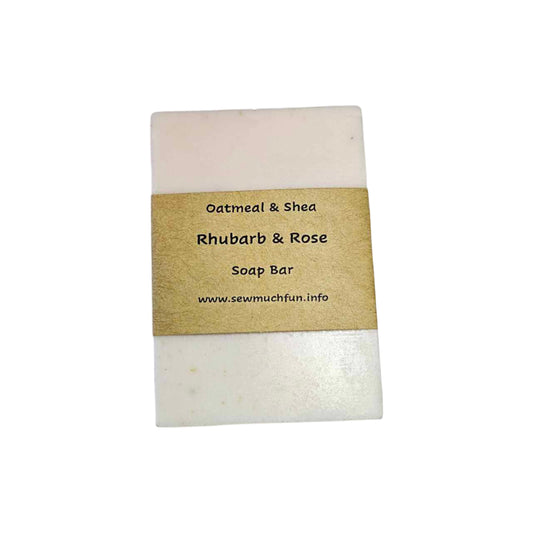 Oatmeal & Shea
Rhubarb & Rose
Soap Bar
www.sewmuchfun.info